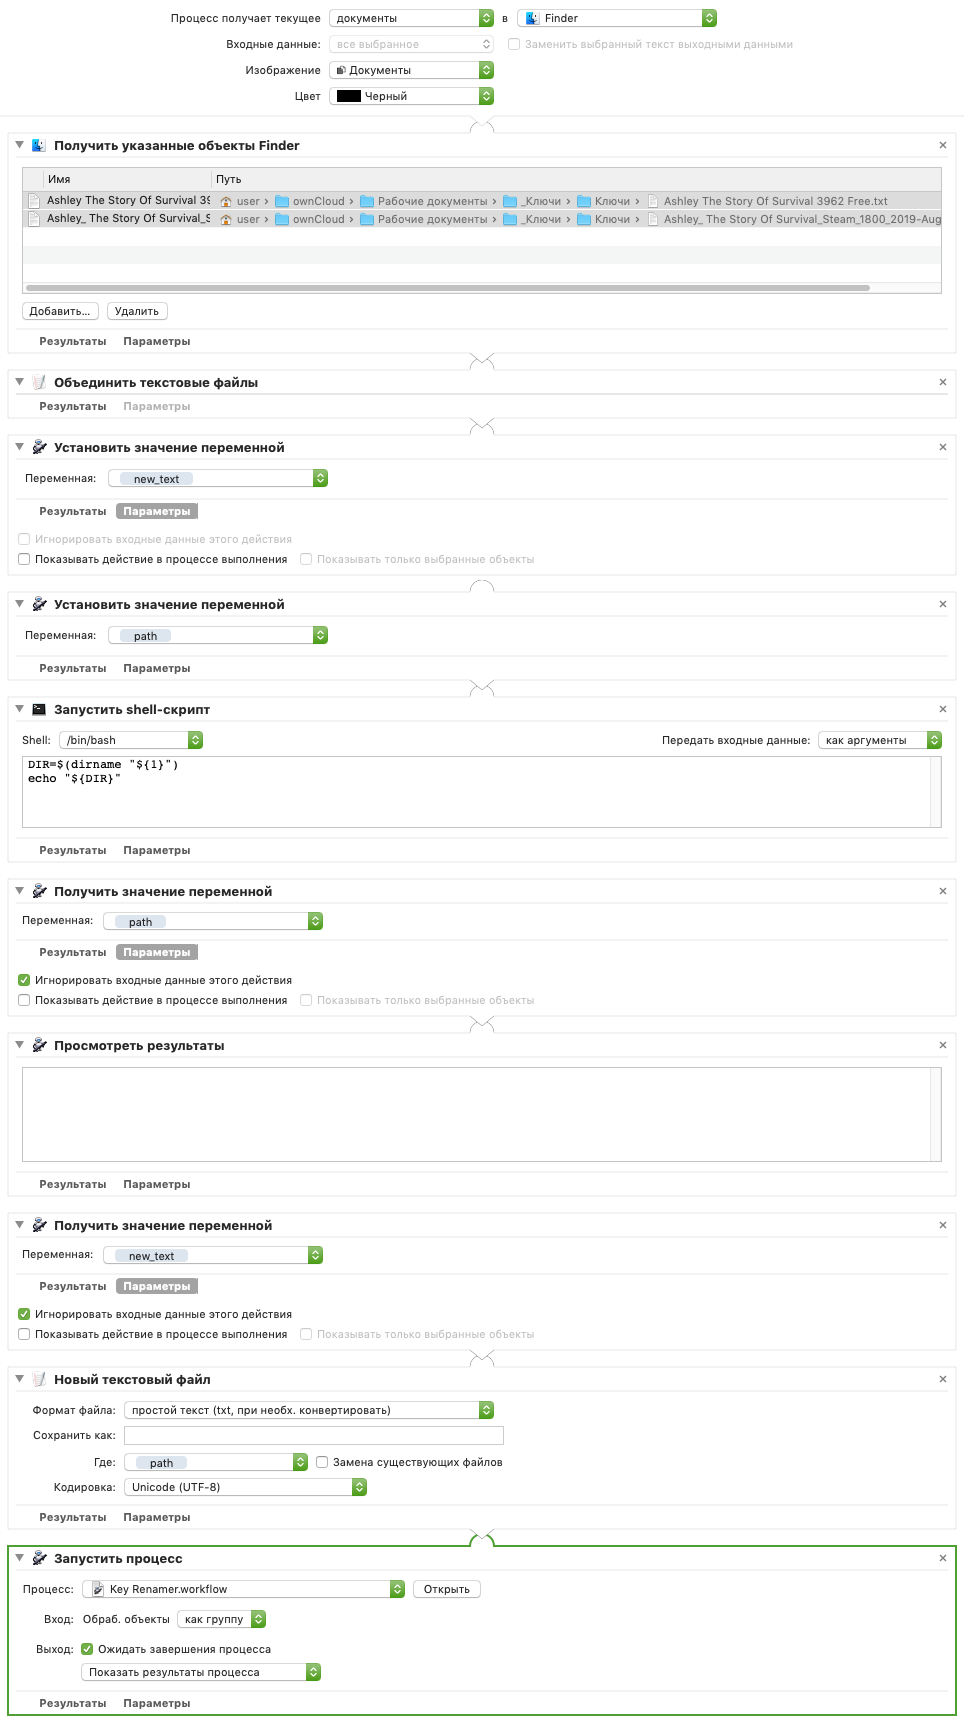 Процесс получает текущее документы в Finder
Входные данные: все выбранное Заменить выбранный текст выходными данными
Изображение Документы
Цвет Черный
Получить указанные объекты Finder
Имя Путь
Ashley The Story Of Survival 39 user › ownCloud › Рабочие документы › _Ключи › Ключи › Ashley The Story Of Survival 3962 Free.txt
Ashley_ The Story Of Survival_S user › ownCloud › Рабочие документы › _Ключи › Ключи › Ashley_ The Story Of Survival_Steam_1800_2019-Aug
Добавить... Удалить
Результаты Параметры
Объединить текстовые файлы
Результаты Параметры
Установить значение переменной
Переменная: new_text
Результаты Параметры
Игнорировать входные данные этого действия
Показывать действие в процессе выполнения Показывать только выбранные объекты
Установить значение переменной
Переменная: path
Результаты Параметры
Запустить shell-скрипт
Shell: /bin/bash Передать входные данные: как аргументы
DIR=$(dirname "${1}")
echo "${DIR}"
Результаты Параметры
Получить значение переменной
Переменная: path
Результаты Параметры
Игнорировать входные данные этого действия
Показывать действие в процессе выполнения Показывать только выбранные объекты
Просмотреть результаты
Результаты Параметры
Получить значение переменной
Переменная: new_text
Результаты Параметры
Игнорировать входные данные этого действия
Показывать действие в процессе выполнения Показывать только выбранные объекты
Новый текстовый файл
Формат файла: простой текст (txt, при необх. конвертировать)
Сохранить как:
Где: path Замена существующих файлов
Кодировка: Unicode (UTF-8)
Результаты Параметры
Запустить процесс
Процесс: Key Renamer.workflow Открыть
Вход: Обраб. объекты как группу
Выход: Ожидать завершения процесса
Показать результаты процесса
Результаты Параметры